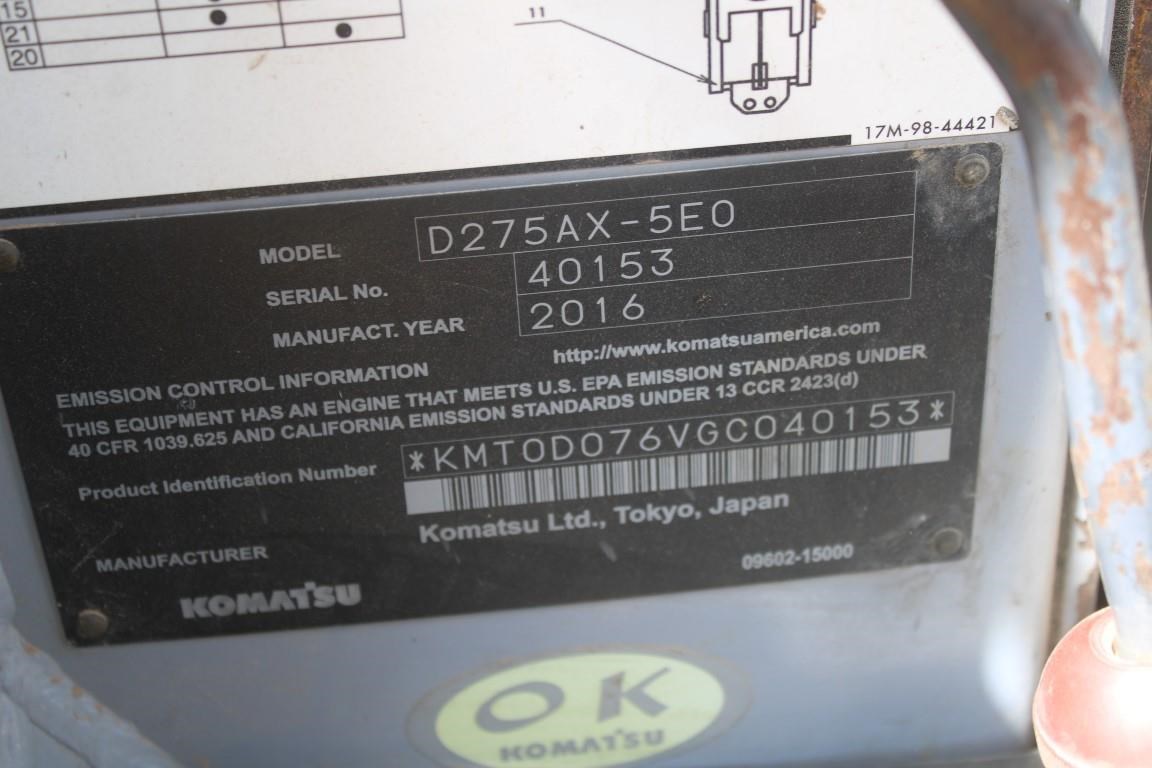 15
21
20
11
17M-98-44421
MODEL D275AX-5E0
SERIAL No. 40153
MANUFACT. YEAR 2016
http://www.komatsuamerica.com
EMISSION CONTROL INFORMATION
THIS EQUIPMENT HAS AN ENGINE THAT MEETS U.S. EPA EMISSION STANDARDS UNDER
40 CFR 1039.625 AND CALIFORNIA EMISSION STANDARDS UNDER 13 CCR 2423(d)
Product Identification Number *KMT0D076VGC040153*
Komatsu Ltd., Tokyo, Japan
MANUFACTURER
09602-15000
KOMATSU
OK
KOMATSU